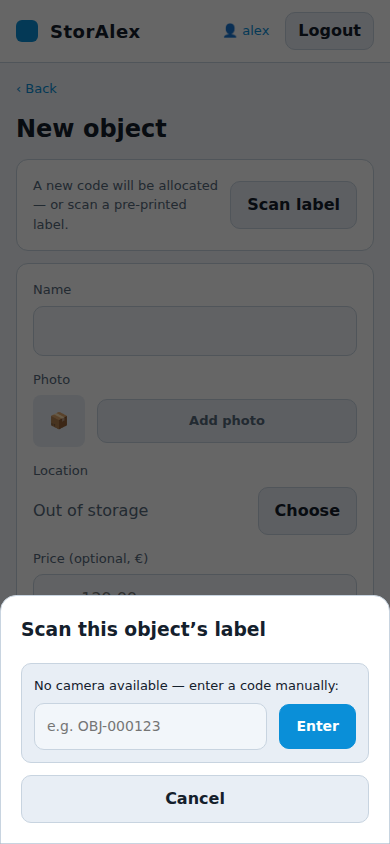 StorAlex
👤 alex
Logout
‹ Back
New object
A new code will be allocated
— or scan a pre-printed
label.
Scan label
Name
Photo
Add photo
Location
Out of storage
Choose
Price (optional, €)
Scan this object’s label
No camera available — enter a code manually:
e.g. OBJ-000123
Enter
Cancel